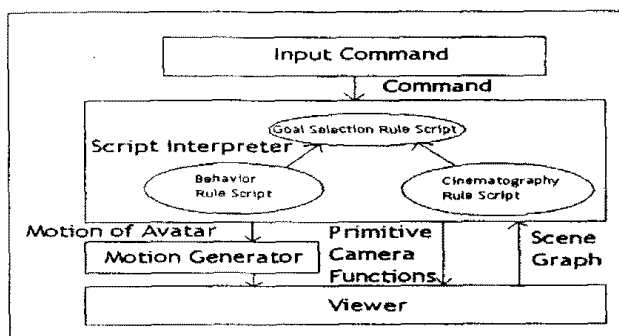 Input Command
Command
Goal Selection Rule Script
Script Interpreter
Behavior
Rule Script
Cinematography
Rule Script
Motion of Avatar
Primitive
Camera
Functions
Scene
Graph
Motion Generator
Viewer